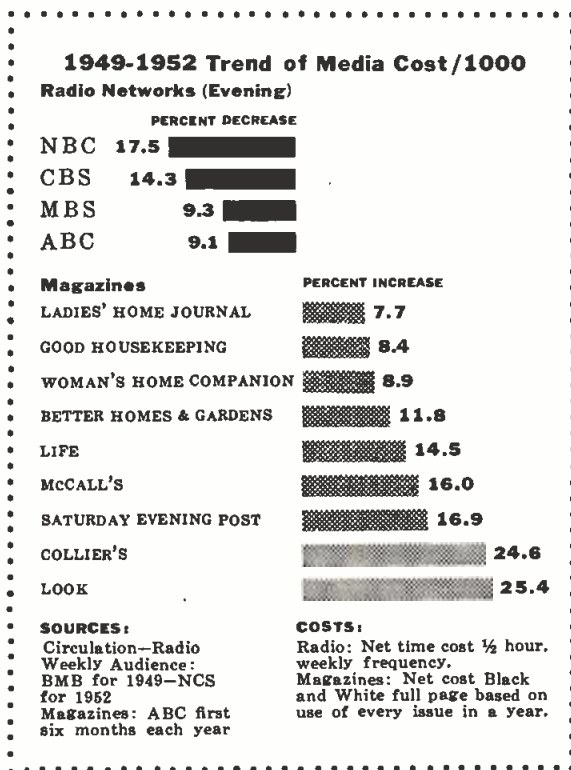 1949-1952 Trend of Media Cost/1000
Radio Networks (Evening)
PERCENT DECREASE
NBC 17.5
CBS 14.3
MBS 9.3
ABC 9.1
Magazines PERCENT INCREASE
LADIES' HOME JOURNAL 7.7
GOOD HOUSEKEEPING 8.4
WOMAN'S HOME COMPANION 8.9
BETTER HOMES & GARDENS 11.8
LIFE 14.5
McCALL'S 16.0
SATURDAY EVENING POST 16.9
COLLIER'S 24.6
LOOK 25.4
SOURCES:
Circulation—Radio
Weekly Audience:
BMB for 1949—NCS
for 1952
Magazines: ABC first
six months each year
COSTS:
Radio: Net time cost ½ hour,
weekly frequency.
Magazines: Net cost Black
and White full page based on
use of every issue in a year.